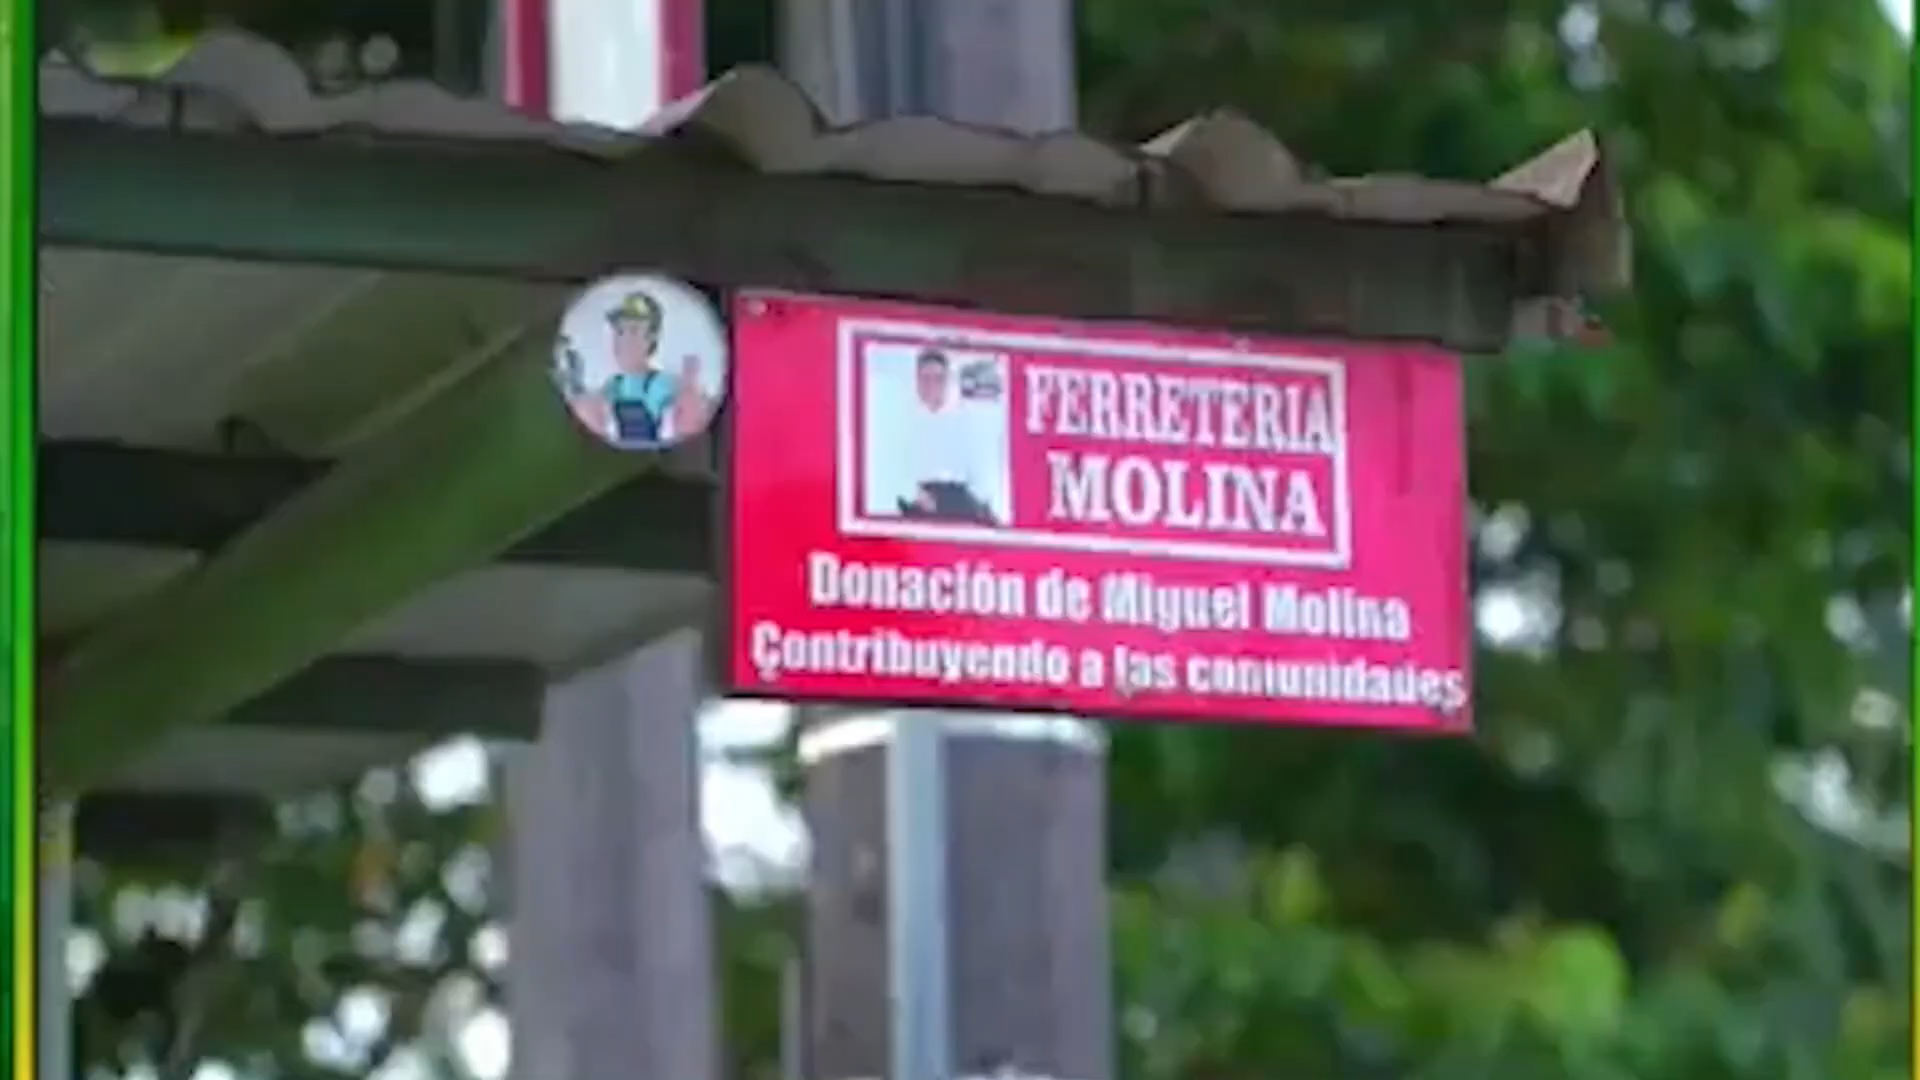 FERRETERIA
MOLINA
Donación de Miguel Molina
Contribuyendo a las comunidades